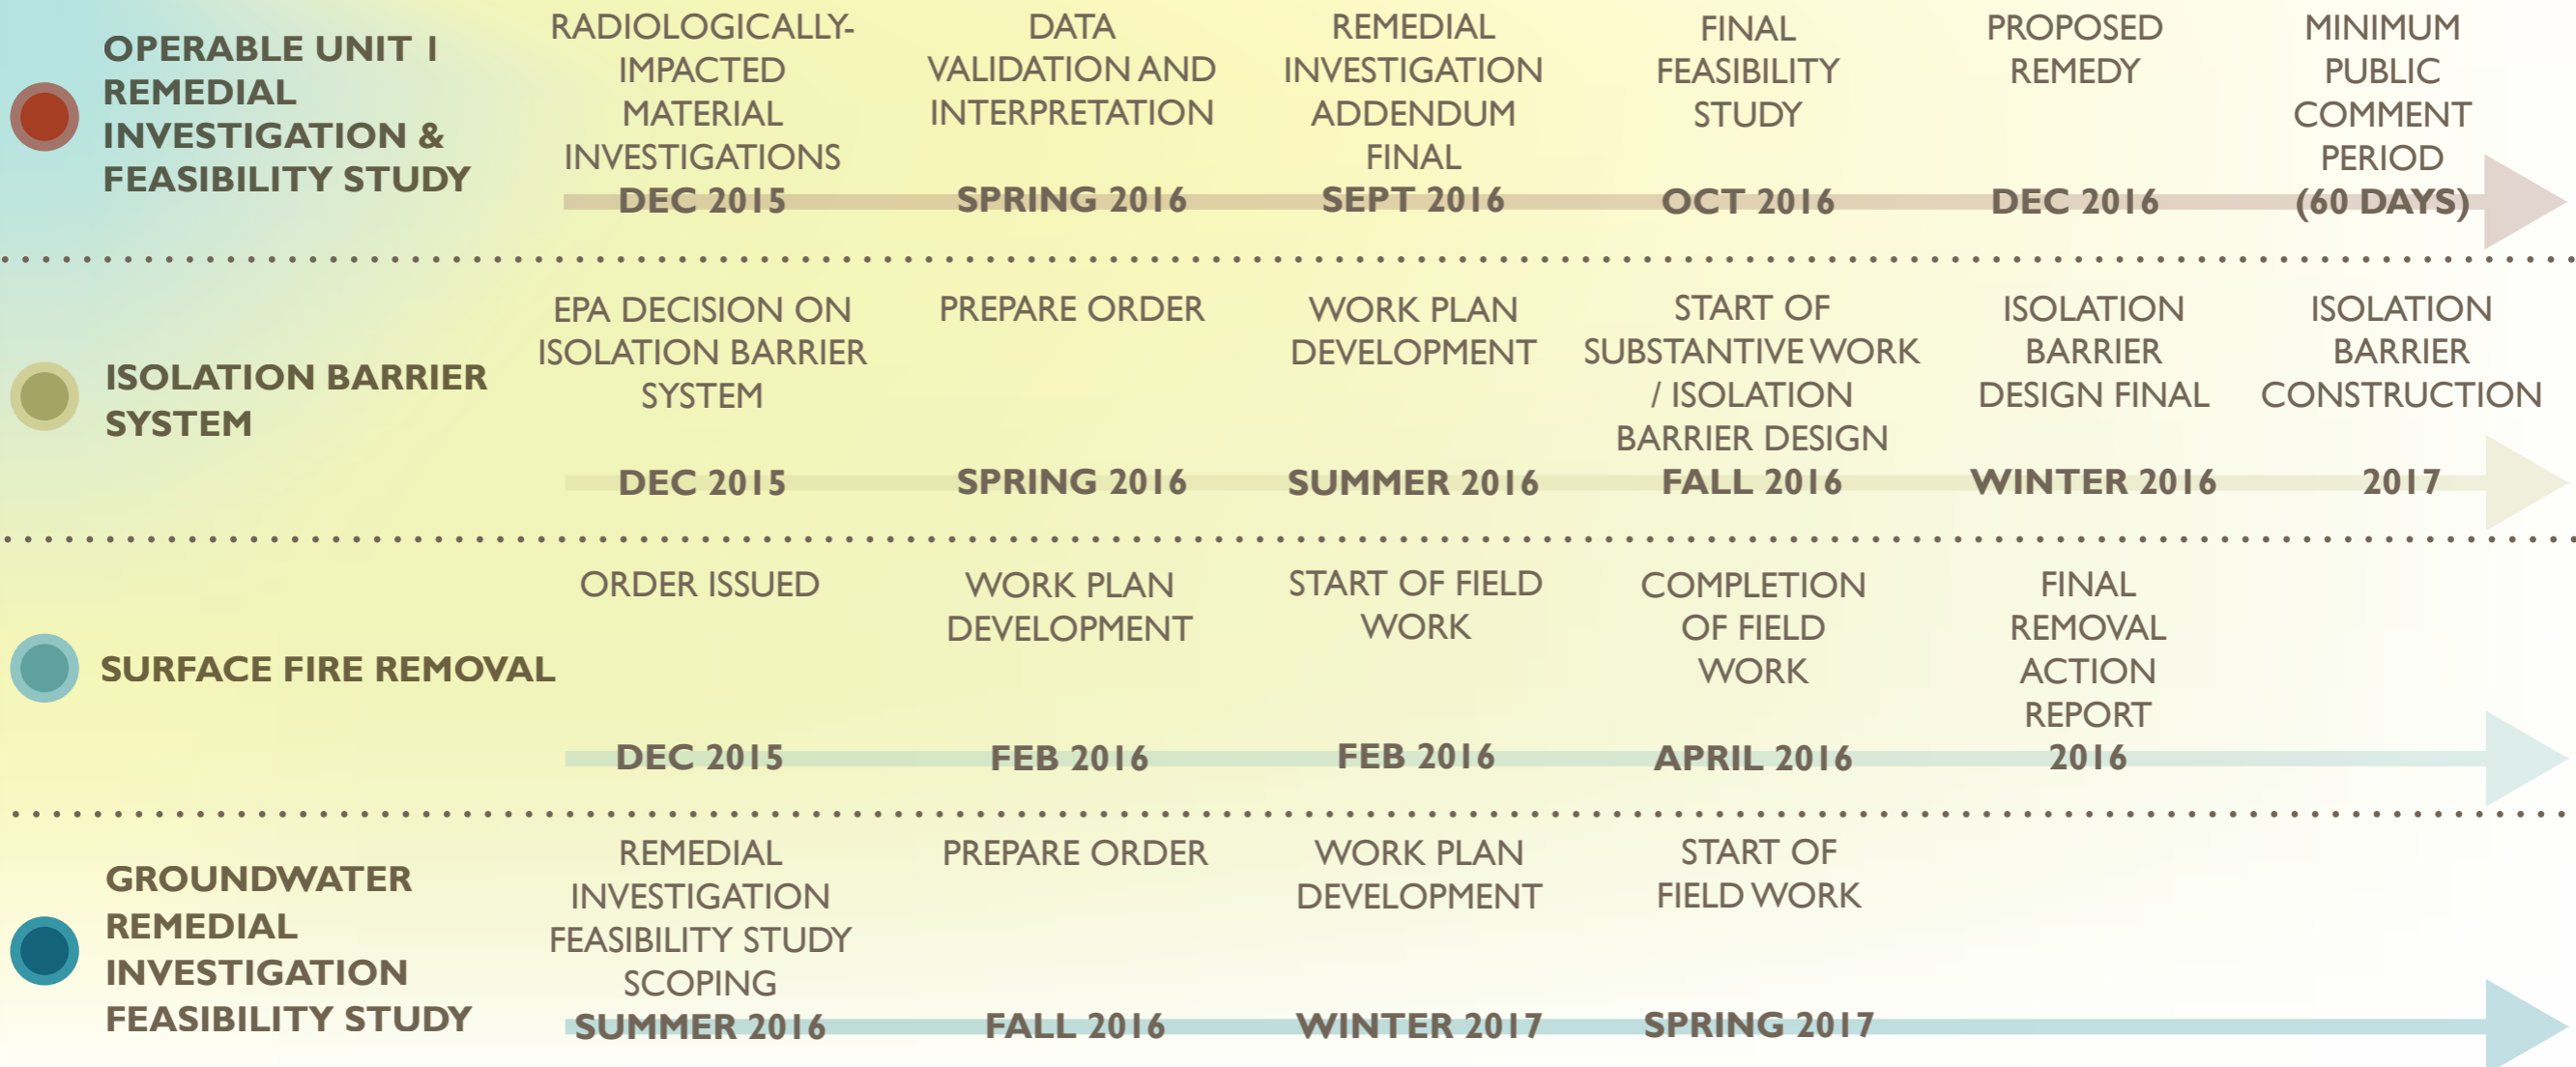 OPERABLE UNIT 1
REMEDIAL
INVESTIGATION &
FEASIBILITY STUDY
RADIOLOGICALLY-
IMPACTED
MATERIAL
INVESTIGATIONS
DEC 2015
DATA
VALIDATION AND
INTERPRETATION
SPRING 2016
REMEDIAL
INVESTIGATION
ADDENDUM
FINAL
SEPT 2016
FINAL
FEASIBILITY
STUDY
OCT 2016
PROPOSED
REMEDY
DEC 2016
MINIMUM
PUBLIC
COMMENT
PERIOD
(60 DAYS)
ISOLATION BARRIER
SYSTEM
EPA DECISION ON
ISOLATION BARRIER
SYSTEM
DEC 2015
PREPARE ORDER
SPRING 2016
WORK PLAN
DEVELOPMENT
SUMMER 2016
START OF
SUBSTANTIVE WORK
/ ISOLATION
BARRIER DESIGN
FALL 2016
ISOLATION
BARRIER
DESIGN FINAL
WINTER 2016
ISOLATION
BARRIER
CONSTRUCTION
2017
SURFACE FIRE REMOVAL
ORDER ISSUED
DEC 2015
WORK PLAN
DEVELOPMENT
FEB 2016
START OF FIELD
WORK
FEB 2016
COMPLETION
OF FIELD
WORK
APRIL 2016
FINAL
REMOVAL
ACTION
REPORT
2016
GROUNDWATER
REMEDIAL
INVESTIGATION
FEASIBILITY STUDY
REMEDIAL
INVESTIGATION
FEASIBILITY STUDY
SCOPING
SUMMER 2016
PREPARE ORDER
FALL 2016
WORK PLAN
DEVELOPMENT
WINTER 2017
START OF
FIELD WORK
SPRING 2017